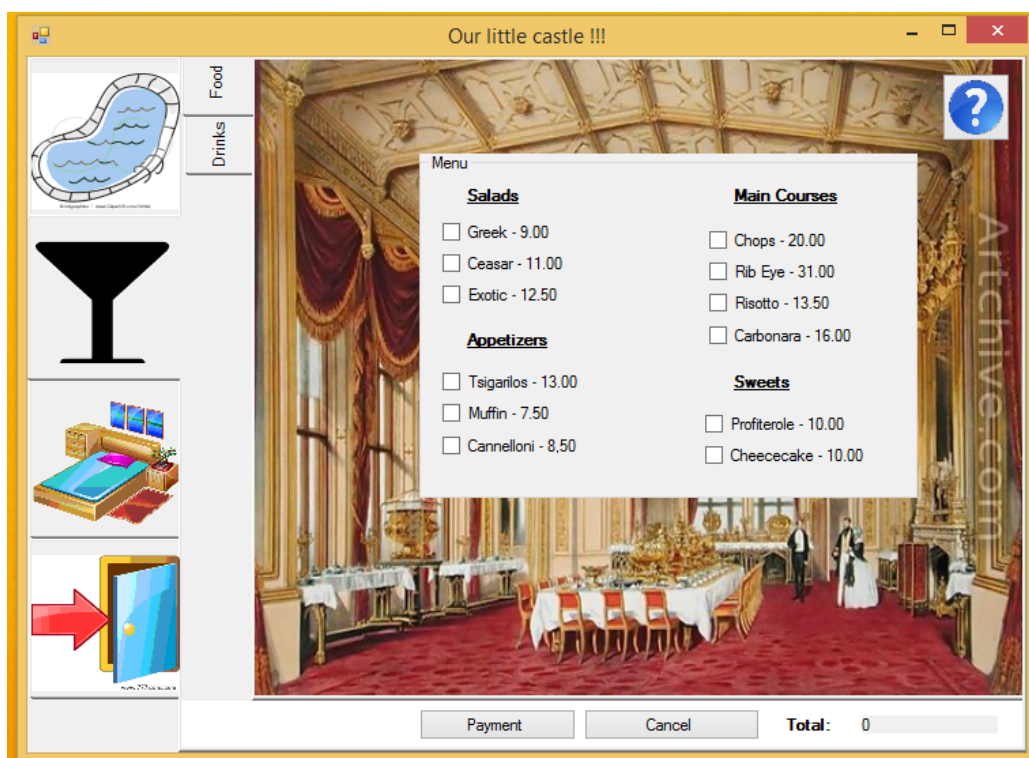 Our little castle !!!
Food
Drinks
Menu
Salads
Greek - 9.00
Ceasar - 11.00
Exotic - 12.50
Appetizers
Tsigarilos - 13.00
Muffin - 7.50
Cannelloni - 8,50
Main Courses
Chops - 20.00
Rib Eye - 31.00
Risotto - 13.50
Carbonara - 16.00
Sweets
Profiterole - 10.00
Cheececake - 10.00
Artchive.com
Payment
Cancel
Total: 0